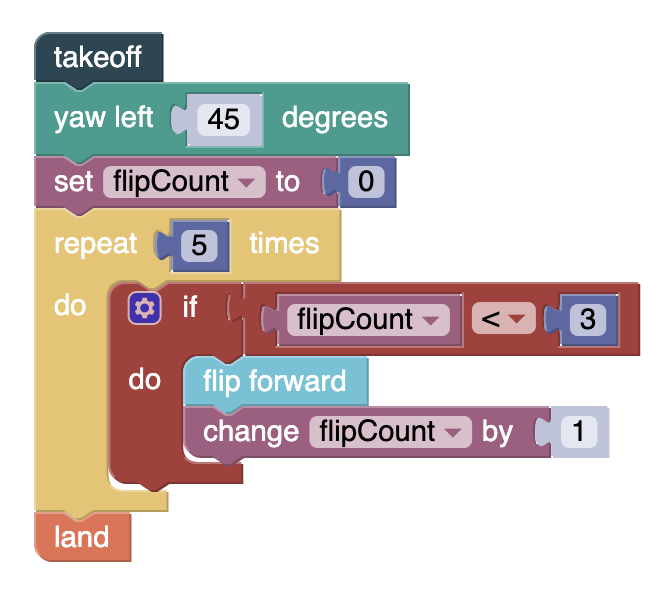 takeoff
yaw left 45 degrees
set flipCount to 0
repeat 5 times
do if flipCount < 3
do flip forward
change flipCount by 1
land